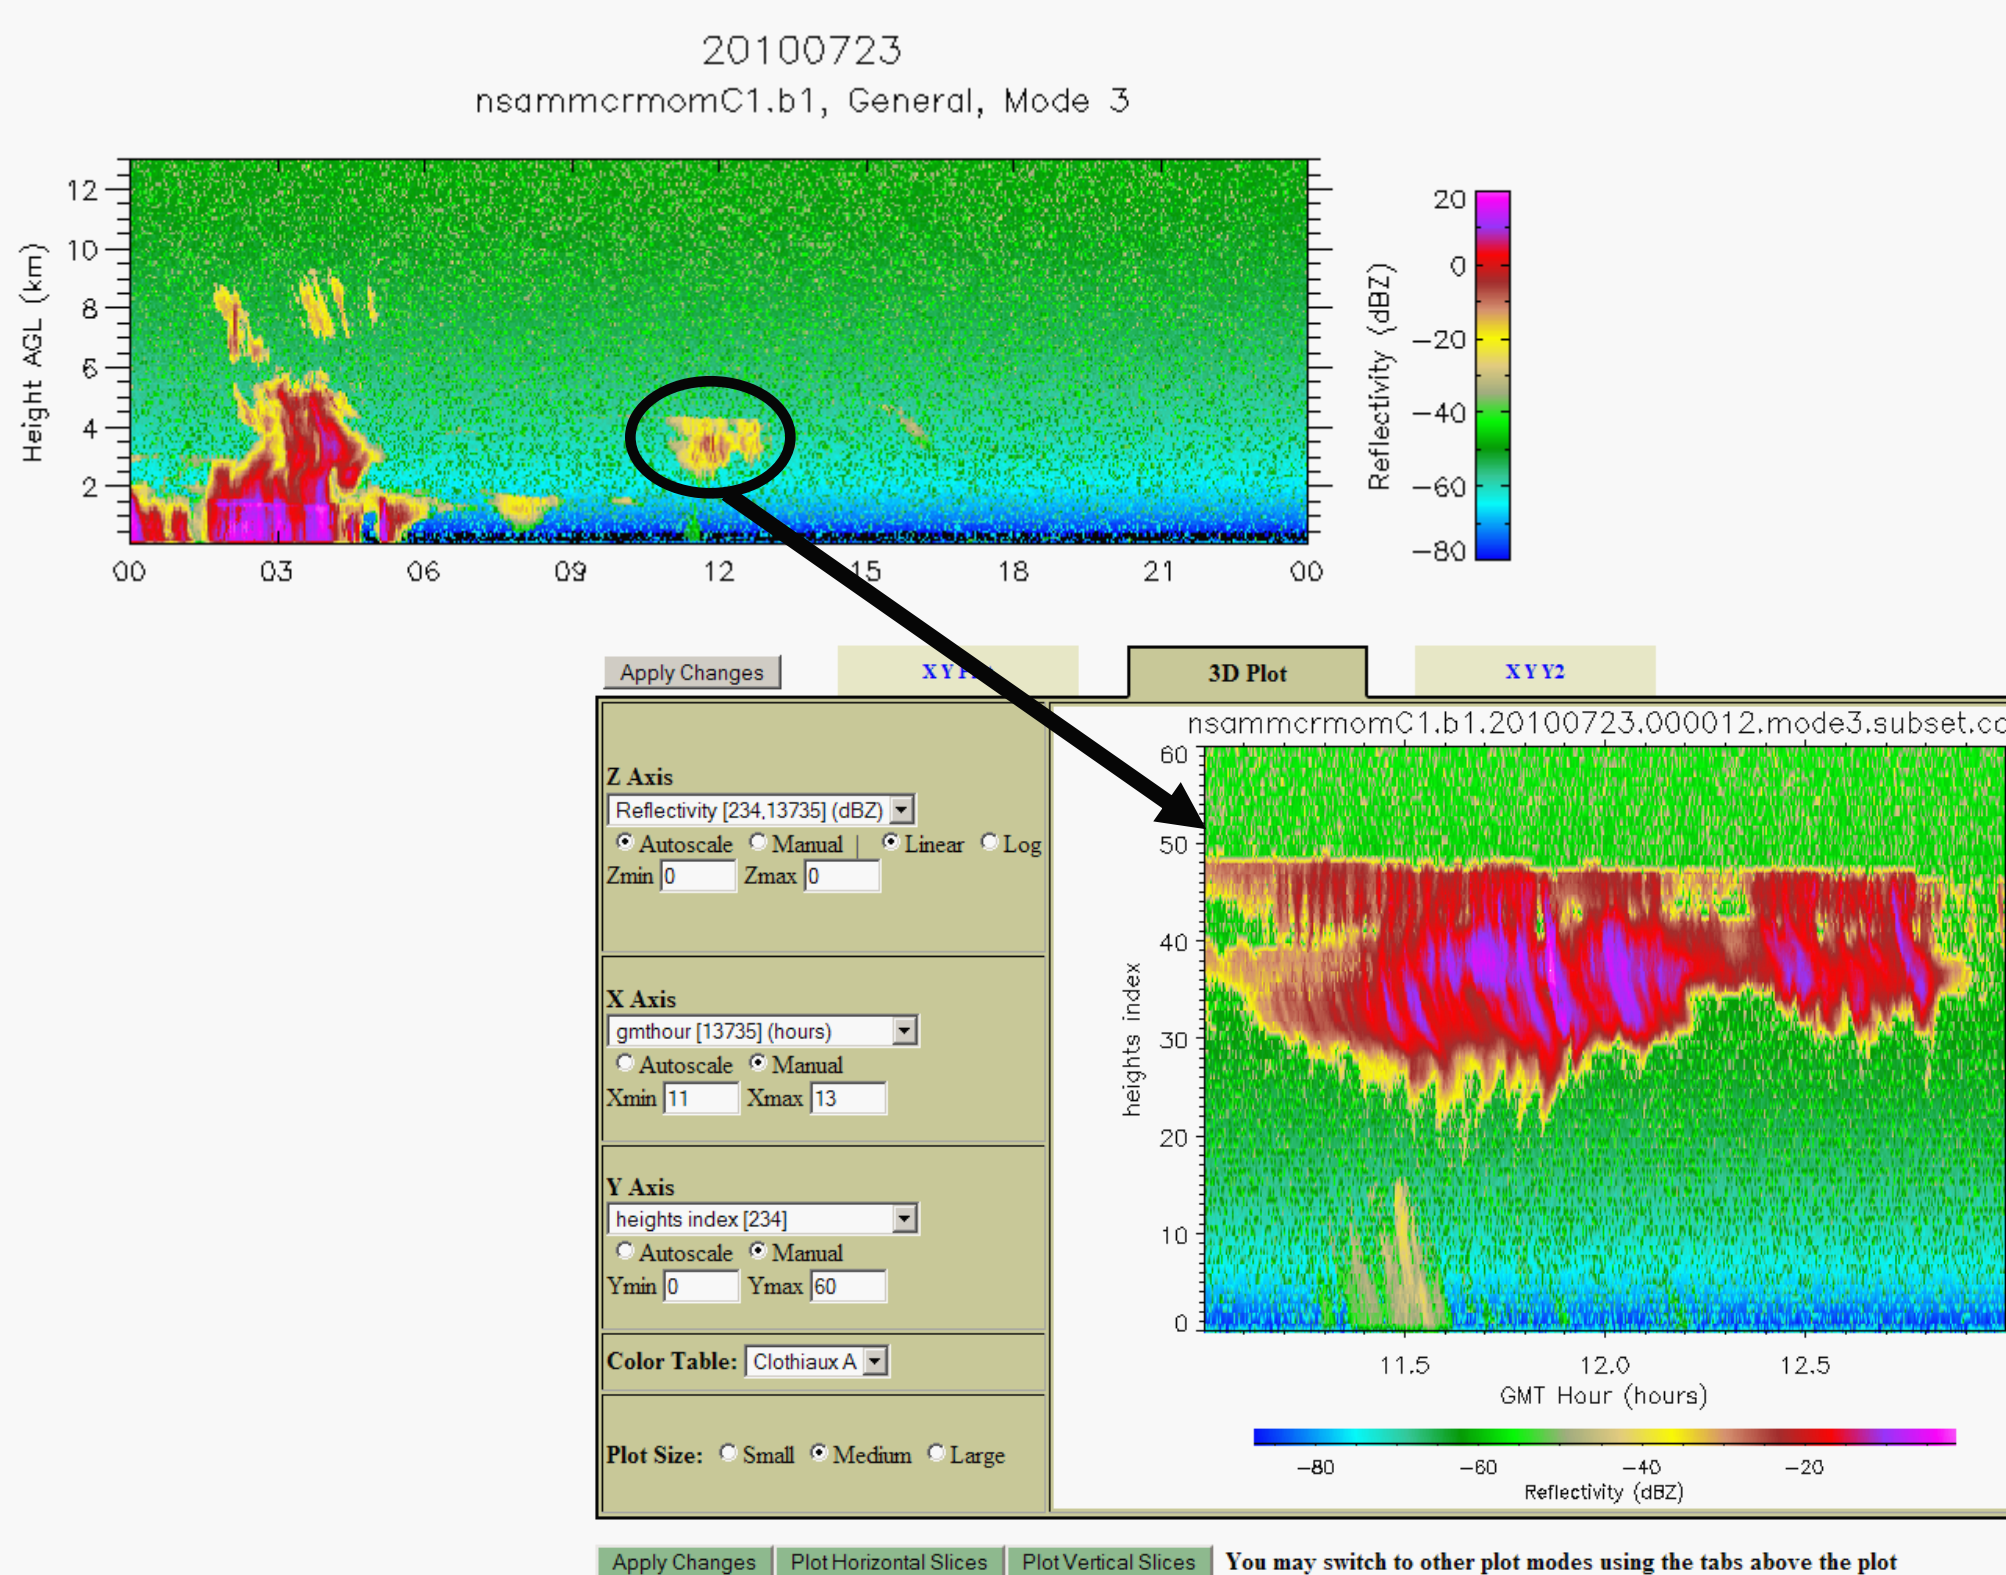 20100723
nsammcrmomC1.b1, General, Mode 3
12
10
8
6
4
2
Height AGL (km)
00 03 06 09 12 15 18 21 00
20
0
−20
−40
−60
−80
Reflectivity (dBZ)
Apply Changes
X Y
3D Plot
X Y Y2
Z Axis
Reflectivity [234,13735] (dBZ)
Autoscale Manual | Linear Log
Zmin 0 Zmax 0
X Axis
gmthour [13735] (hours)
Autoscale Manual
Xmin 11 Xmax 13
Y Axis
heights index [234]
Autoscale Manual
Ymin 0 Ymax 60
Color Table: Clothiaux A
Plot Size: Small Medium Large
nsammcrmomC1.b1.20100723.000012.mode3.subset.cc
60
50
40
30
20
10
0
heights index
11.5 12.0 12.5
GMT Hour (hours)
−80 −60 −40 −20
Reflectivity (dBZ)
Apply Changes Plot Horizontal Slices Plot Vertical Slices You may switch to other plot modes using the tabs above the plot